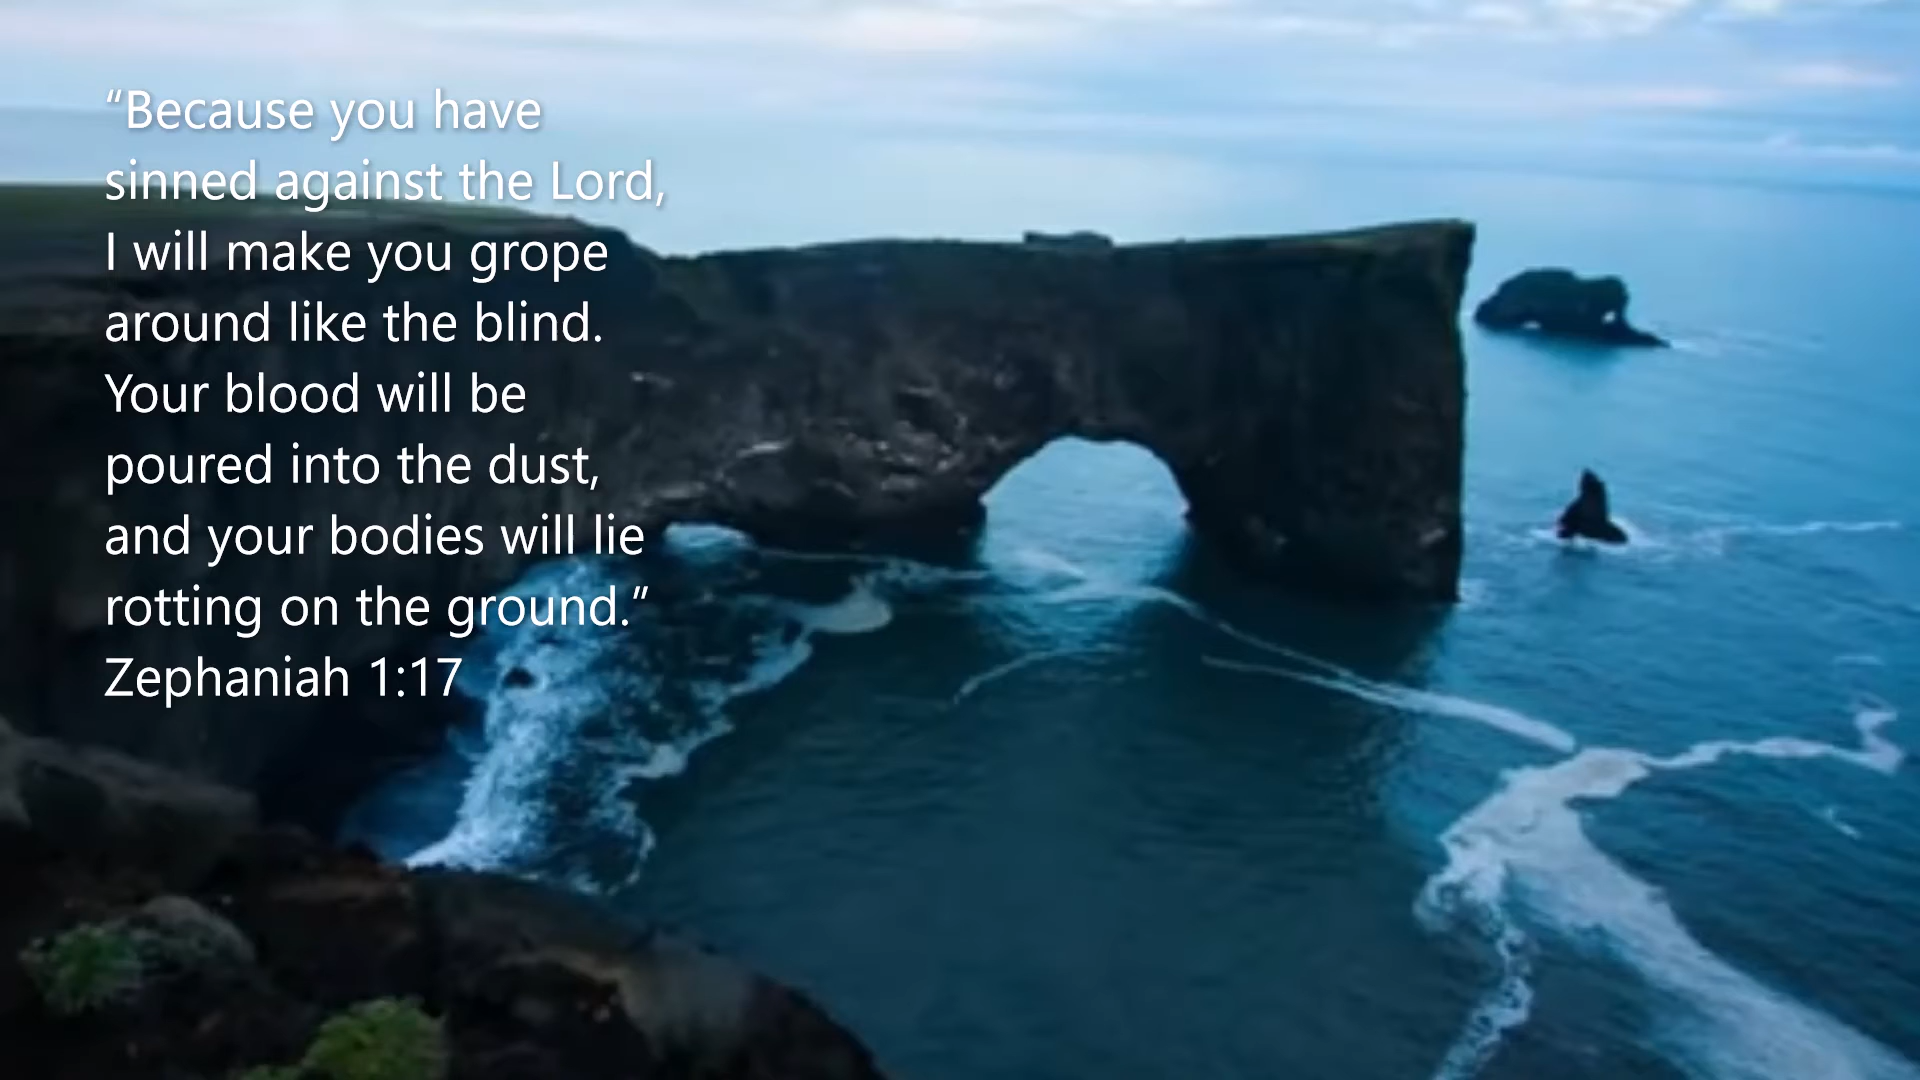 “Because you have
sinned against the Lord,
I will make you grope
around like the blind.
Your blood will be
poured into the dust,
and your bodies will lie
rotting on the ground.”
Zephaniah 1:17